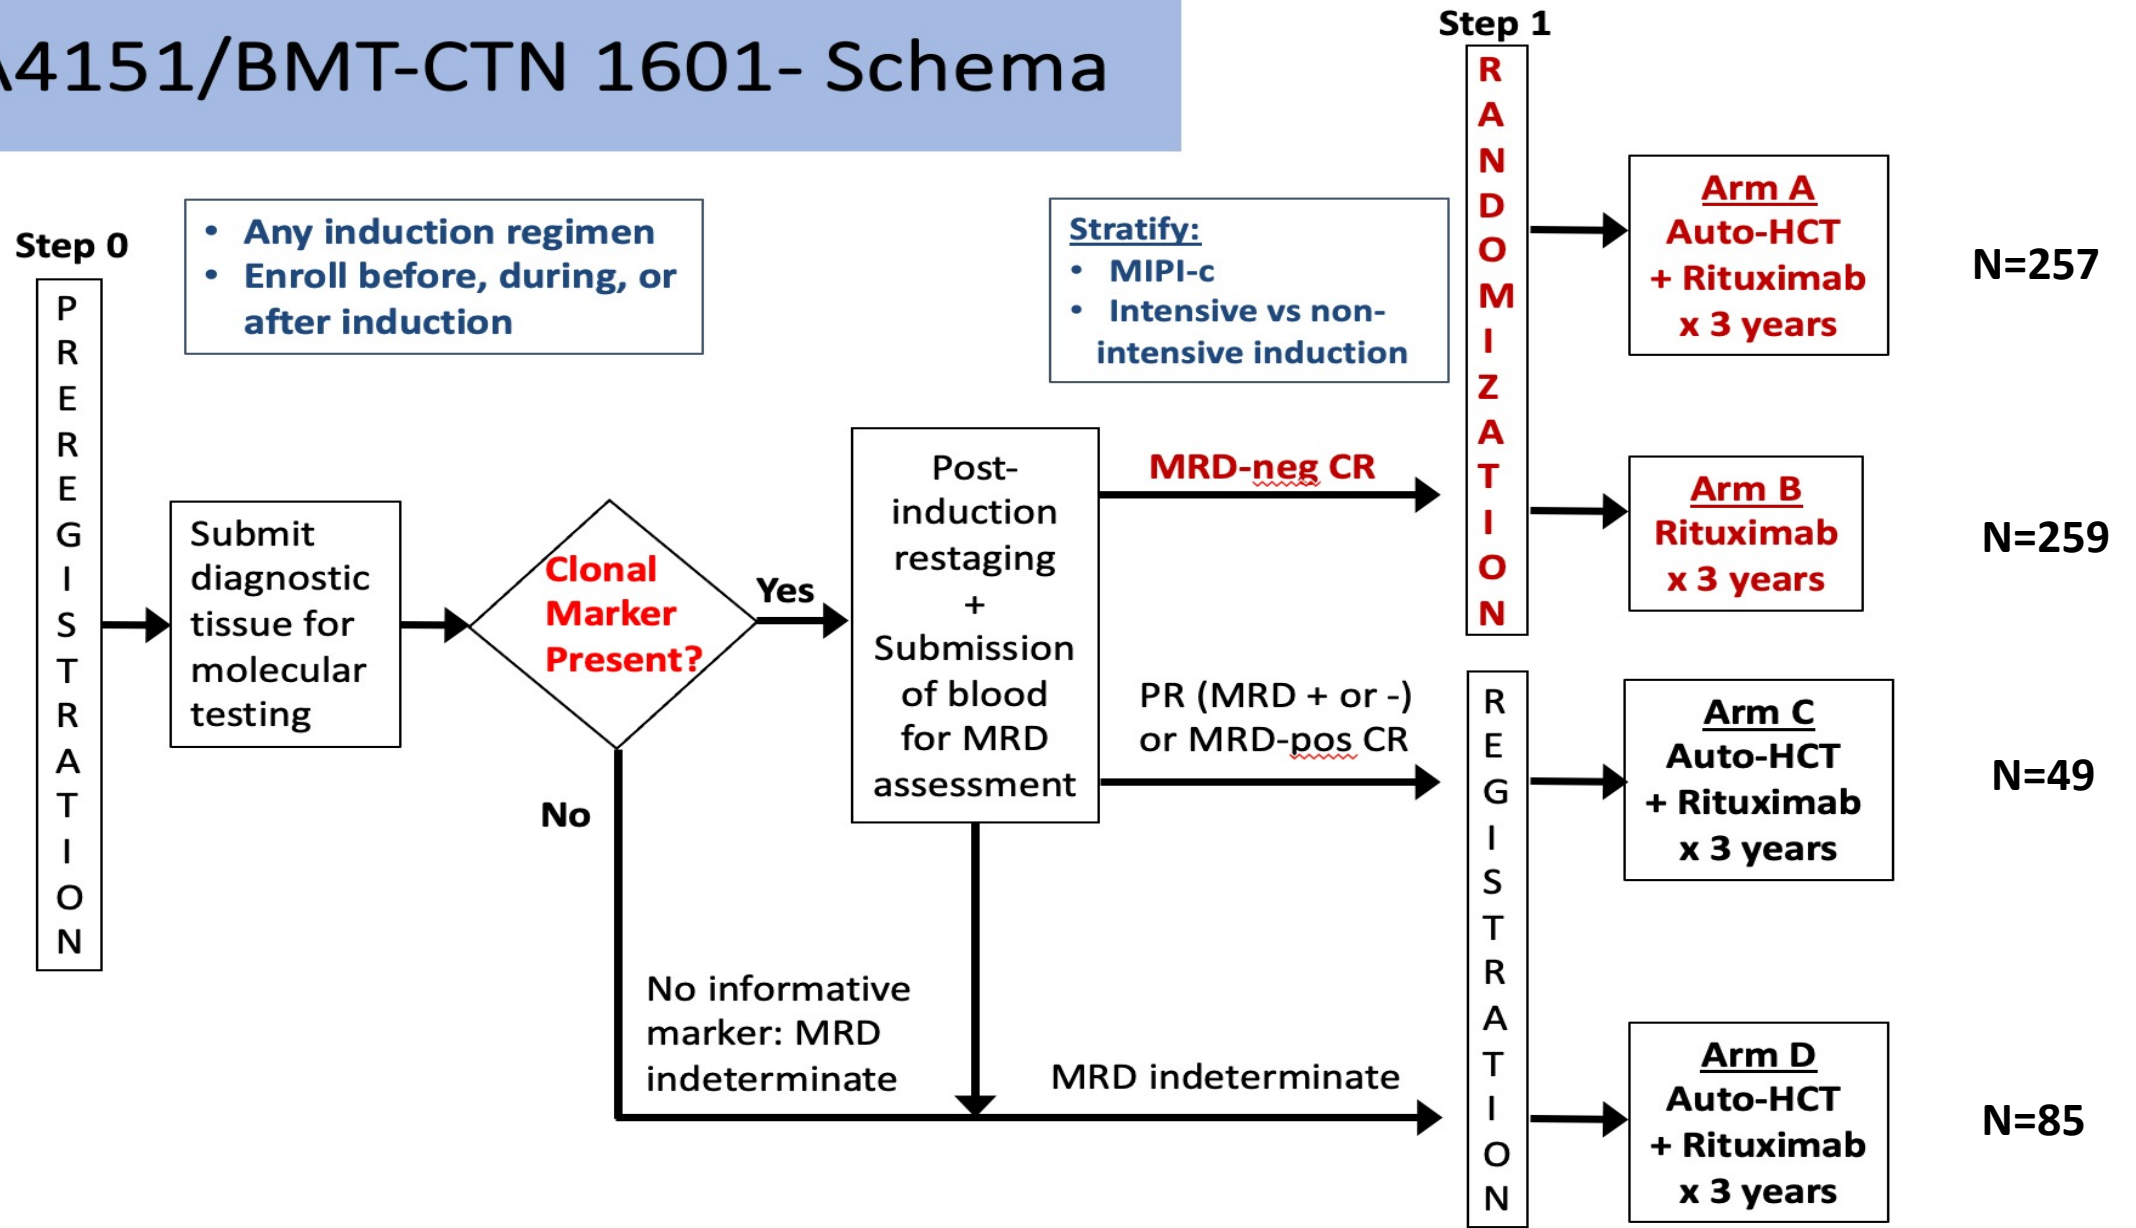 A4151/BMT-CTN 1601- Schema
Step 0
PREREGISTRATION
• Any induction regimen
• Enroll before, during, or
after induction
Submit
diagnostic
tissue for
molecular
testing
Clonal
Marker
Present?
Yes
No
No informative
marker: MRD
indeterminate
Post-
induction
restaging
+
Submission
of blood
for MRD
assessment
Stratify:
• MIPI-c
• Intensive vs non-
intensive induction
MRD-neg CR
PR (MRD + or -)
or MRD-pos CR
MRD indeterminate
Step 1
RANDOMIZATION
REGISTRATION
Arm A
Auto-HCT
+ Rituximab
x 3 years
N=257
Arm B
Rituximab
x 3 years
N=259
Arm C
Auto-HCT
+ Rituximab
x 3 years
N=49
Arm D
Auto-HCT
+ Rituximab
x 3 years
N=85